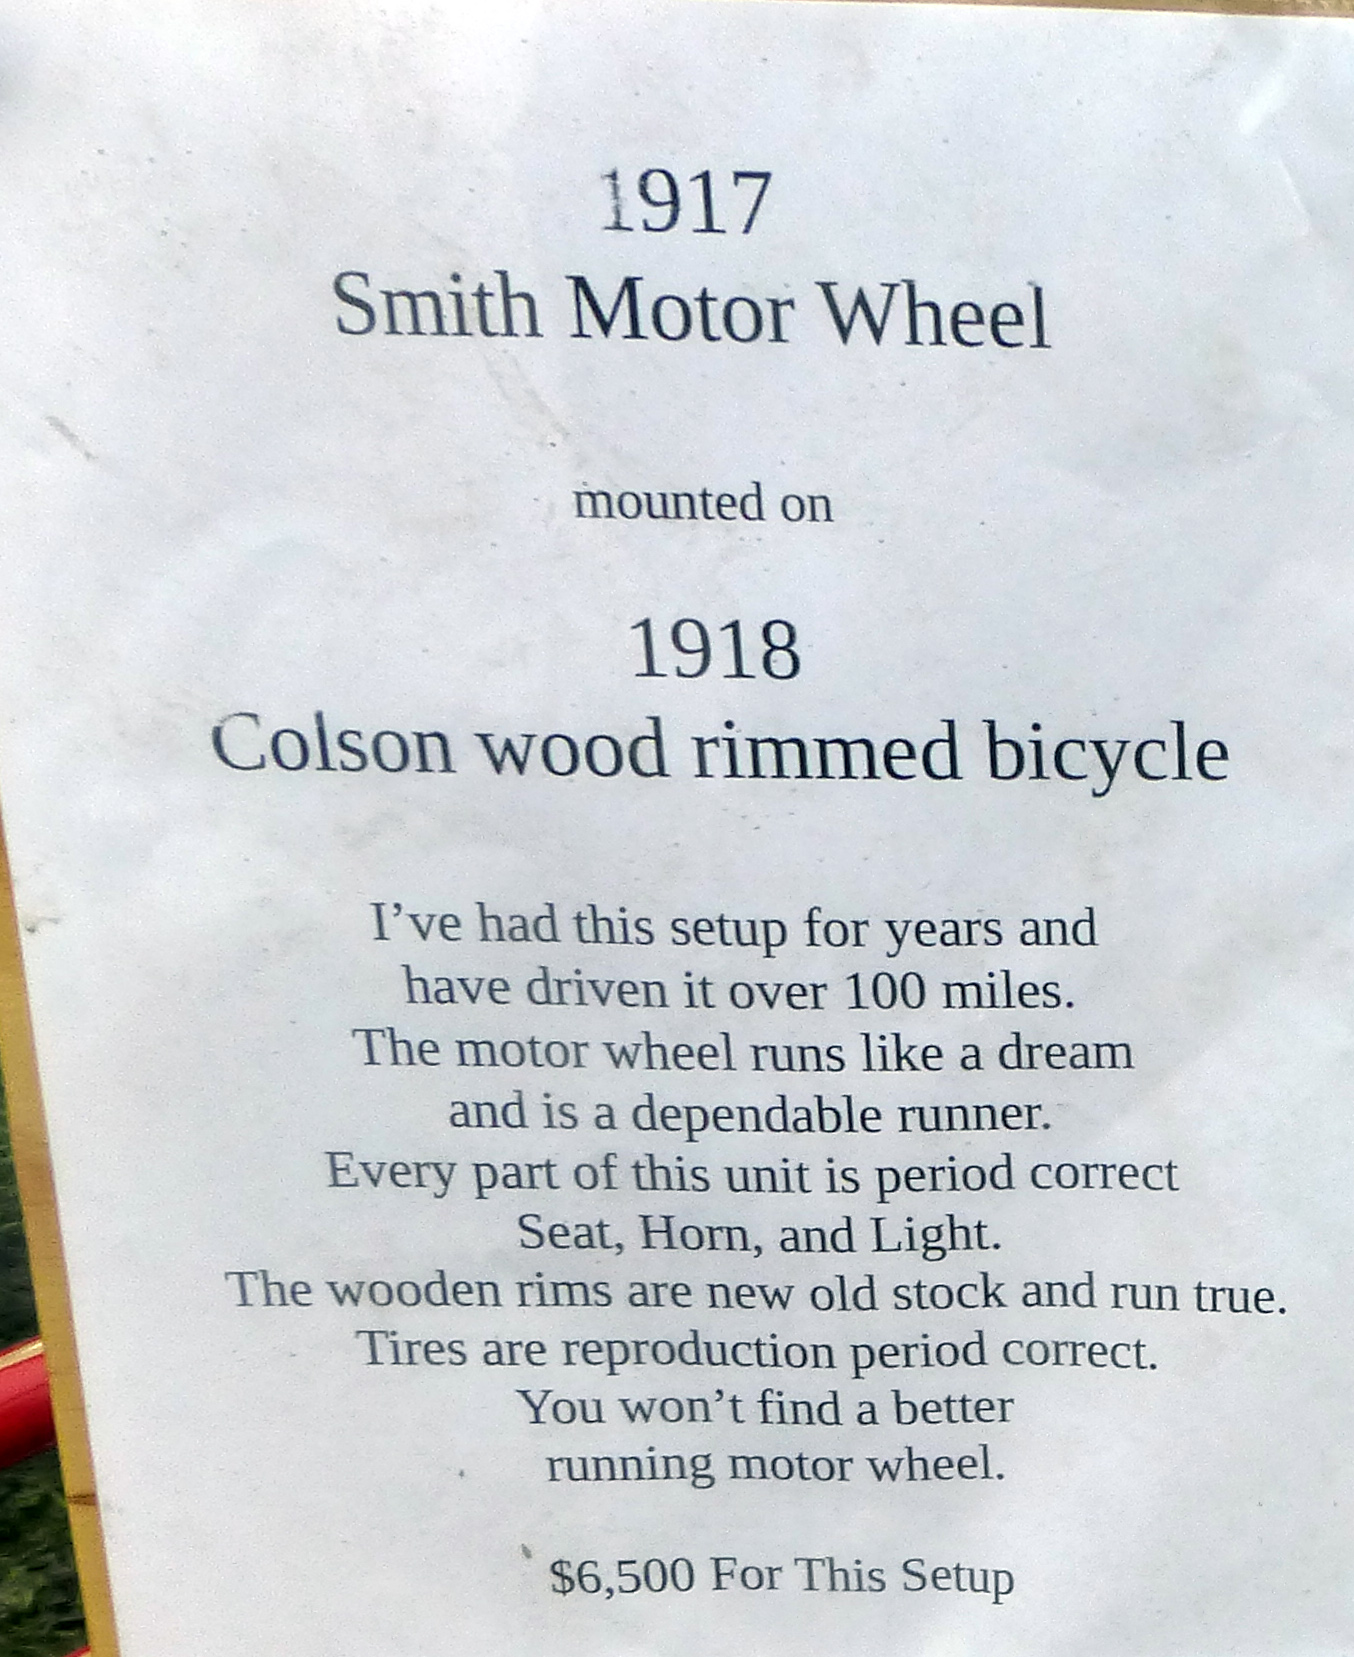 1917
Smith Motor Wheel
mounted on
1918
Colson wood rimmed bicycle
I’ve had this setup for years and
have driven it over 100 miles.
The motor wheel runs like a dream
and is a dependable runner.
Every part of this unit is period correct
Seat, Horn, and Light.
The wooden rims are new old stock and run true.
Tires are reproduction period correct.
You won’t find a better
running motor wheel.
$6,500 For This Setup